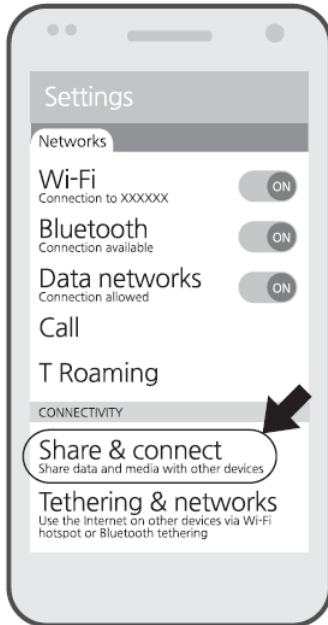 Settings
Networks
Wi-Fi
ON
Connection to XXXXXX
Bluetooth
ON
Connection available
Data networks
ON
Connection allowed
Call
T Roaming
CONNECTIVITY
Share & connect
Share data and media with other devices
Tethering & networks
Use the Internet on other devices via Wi-Fi
hotspot or Bluetooth tethering